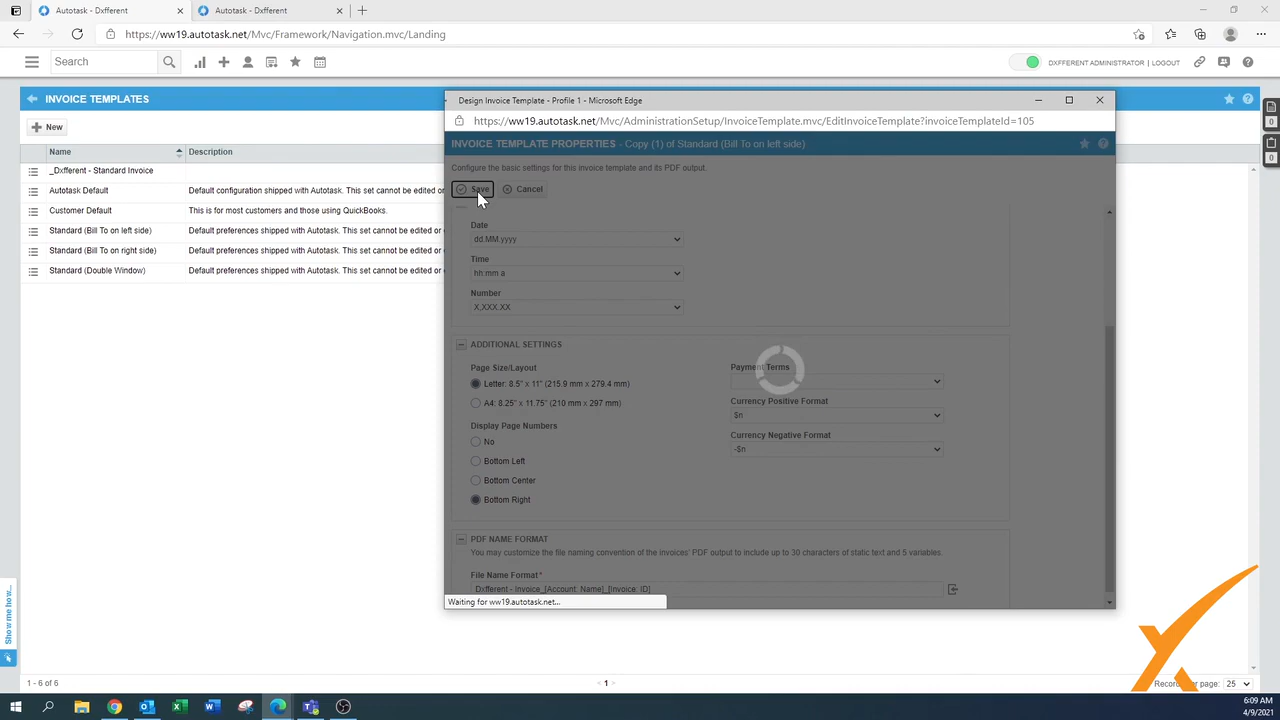 Autotask - Dxfferent
Autotask - Dxfferent
https://ww19.autotask.net/Mvc/Framework/Navigation.mvc/Landing
Search
DXFFERENT ADMINISTRATOR | LOGOUT
INVOICE TEMPLATES
New
Name
Description
_Dxfferent - Standard Invoice
Autotask Default
Default configuration shipped with Autotask. This set cannot be edited or
Customer Default
This is for most customers and those using QuickBooks.
Standard (Bill To on left side)
Default preferences shipped with Autotask. This set cannot be edited or
Standard (Bill To on right side)
Default preferences shipped with Autotask. This set cannot be edited or
Standard (Double Window)
Default preferences shipped with Autotask. This set cannot be edited or
Design Invoice Template - Profile 1 - Microsoft Edge
https://ww19.autotask.net/Mvc/AdministrationSetup/InvoiceTemplate.mvc/EditInvoiceTemplate?invoiceTemplateId=105
INVOICE TEMPLATE PROPERTIES - Copy (1) of Standard (Bill To on left side)
Configure the basic settings for this invoice template and its PDF output.
Save
Cancel
Date
dd.MM.yyyy
Time
hh:mm a
Number
X,XXX.XX
ADDITIONAL SETTINGS
Page Size/Layout
Letter: 8.5" x 11" (215.9 mm x 279.4 mm)
A4: 8.25" x 11.75" (210 mm x 297 mm)
Display Page Numbers
No
Bottom Left
Bottom Center
Bottom Right
Payment Terms
Currency Positive Format
$n
Currency Negative Format
-$n
PDF NAME FORMAT
You may customize the file naming convention of the invoices' PDF output to include up to 30 characters of static text and 5 variables.
File Name Format*
Dxfferent - Invoice_[Account: Name]_[Invoice: ID]
Waiting for ww19.autotask.net...
0
0
Show me how...
1 - 6 of 6
< 1 >
per page: 25
6:09 AM
4/9/2021